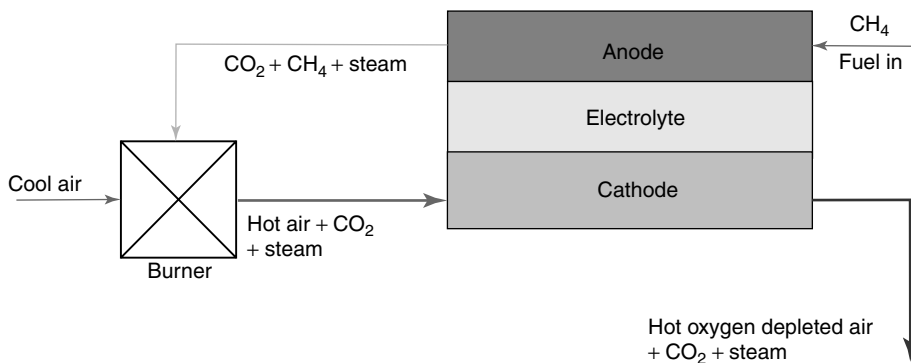 CH₄
Fuel in
Anode
CO₂ + CH₄ + steam
Electrolyte
Cool air
Cathode
Hot air + CO₂
+ steam
Burner
Hot oxygen depleted air
+ CO₂ + steam